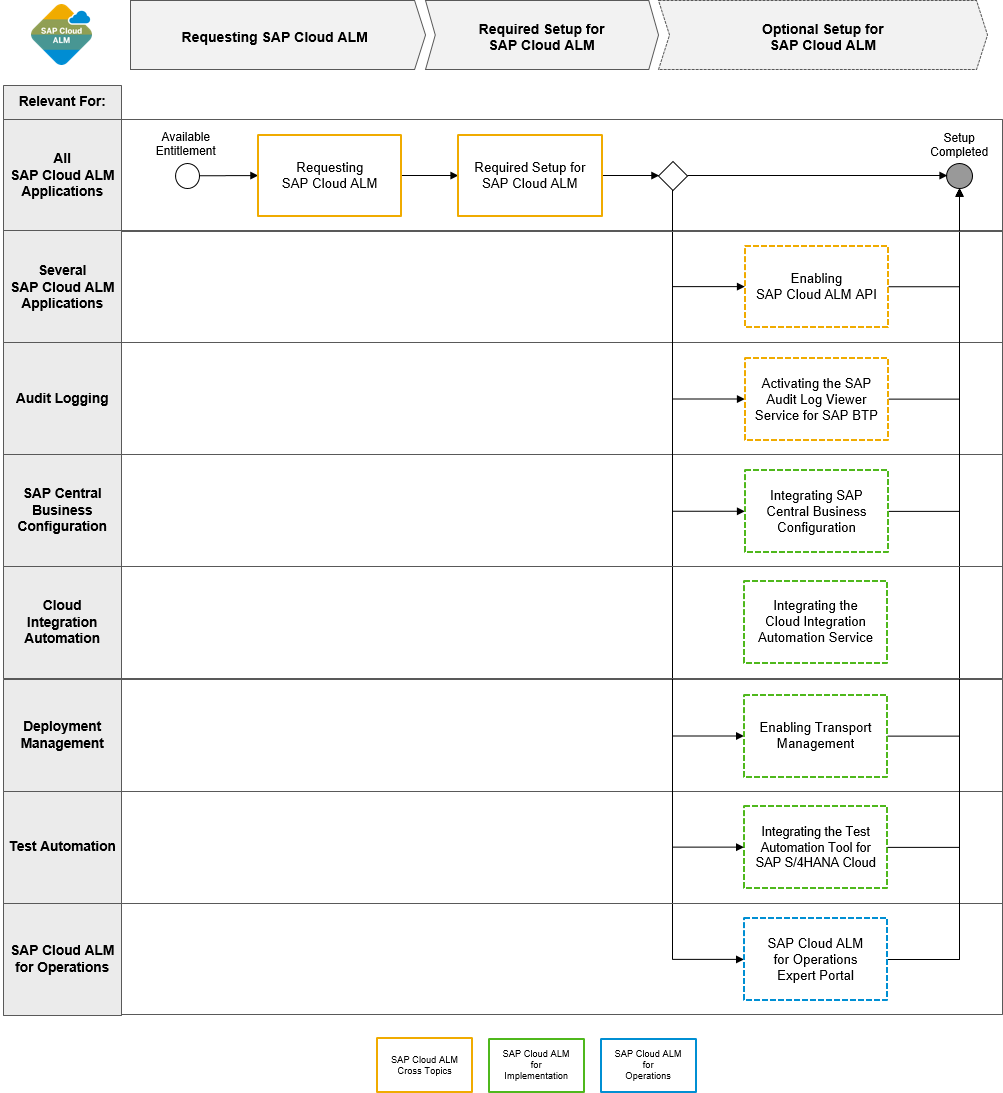 SAP Cloud
ALM
Requesting SAP Cloud ALM
Required Setup for
SAP Cloud ALM
Optional Setup for
SAP Cloud ALM
Relevant For:
All
SAP Cloud ALM
Applications
Available
Entitlement
Requesting
SAP Cloud ALM
Required Setup for
SAP Cloud ALM
Setup
Completed
Several
SAP Cloud ALM
Applications
Enabling
SAP Cloud ALM API
Audit Logging
Activating the SAP
Audit Log Viewer
Service for SAP BTP
SAP Central
Business
Configuration
Integrating SAP
Central Business
Configuration
Cloud
Integration
Automation
Integrating the
Cloud Integration
Automation Service
Deployment
Management
Enabling Transport
Management
Test Automation
Integrating the Test
Automation Tool for
SAP S/4HANA Cloud
SAP Cloud ALM
for Operations
SAP Cloud ALM
for Operations
Expert Portal
SAP Cloud ALM
Cross Topics
SAP Cloud ALM
for
Implementation
SAP Cloud ALM
for
Operations